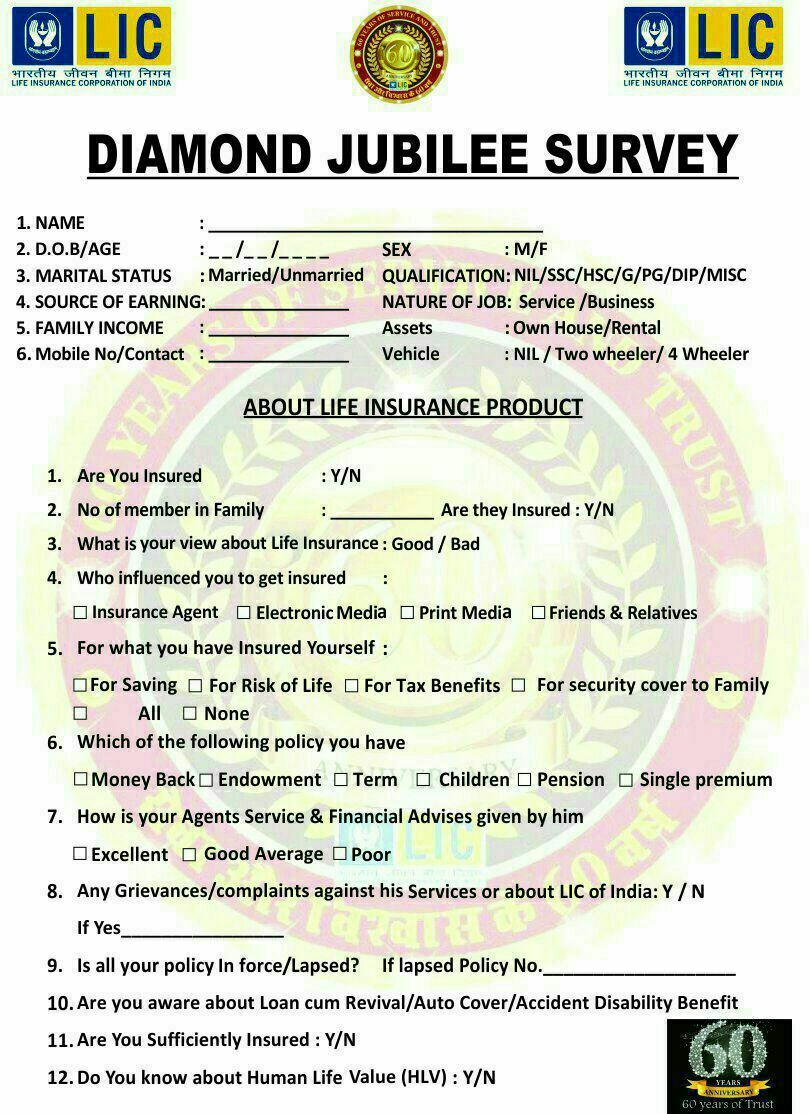 LIC LIC
भारतीय जीवन बीमा निगम भारतीय जीवन बीमा निगम
LIFE INSURANCE CORPORATION OF INDIA LIFE INSURANCE CORPORATION OF INDIA
60 YEARS OF SERVICE AND TRUST
60
ANNIVERSARY
LIC
सेवा और विश्वास के 60 वर्ष
DIAMOND JUBILEE SURVEY
1. NAME : ________________
2. D.O.B/AGE : _ _ /_ _ /_ _ _ _ SEX : M/F
3. MARITAL STATUS : Married/Unmarried QUALIFICATION: NIL/SSC/HSC/G/PG/DIP/MISC
4. SOURCE OF EARNING: ________ NATURE OF JOB: Service /Business
5. FAMILY INCOME : ________ Assets : Own House/Rental
6. Mobile No/Contact : ________ Vehicle : NIL / Two wheeler/ 4 Wheeler
ABOUT LIFE INSURANCE PRODUCT
1. Are You Insured : Y/N
2. No of member in Family : __________ Are they Insured : Y/N
3. What is your view about Life Insurance : Good / Bad
4. Who influenced you to get insured :
☐ Insurance Agent ☐ Electronic Media ☐ Print Media ☐ Friends & Relatives
5. For what you have Insured Yourself :
☐ For Saving ☐ For Risk of Life ☐ For Tax Benefits ☐ For security cover to Family
☐ All ☐ None
6. Which of the following policy you have
☐ Money Back ☐ Endowment ☐ Term ☐ Children ☐ Pension ☐ Single premium
7. How is your Agents Service & Financial Advises given by him
☐ Excellent ☐ Good Average ☐ Poor
8. Any Grievances/complaints against his Services or about LIC of India: Y / N
If Yes________________
9. Is all your policy In force/Lapsed? If lapsed Policy No.___________________
10. Are you aware about Loan cum Revival/Auto Cover/Accident Disability Benefit
11. Are You Sufficiently Insured : Y/N
12. Do You know about Human Life Value (HLV) : Y/N
60
YEARS
ANNIVERSARY
60 years of Trust